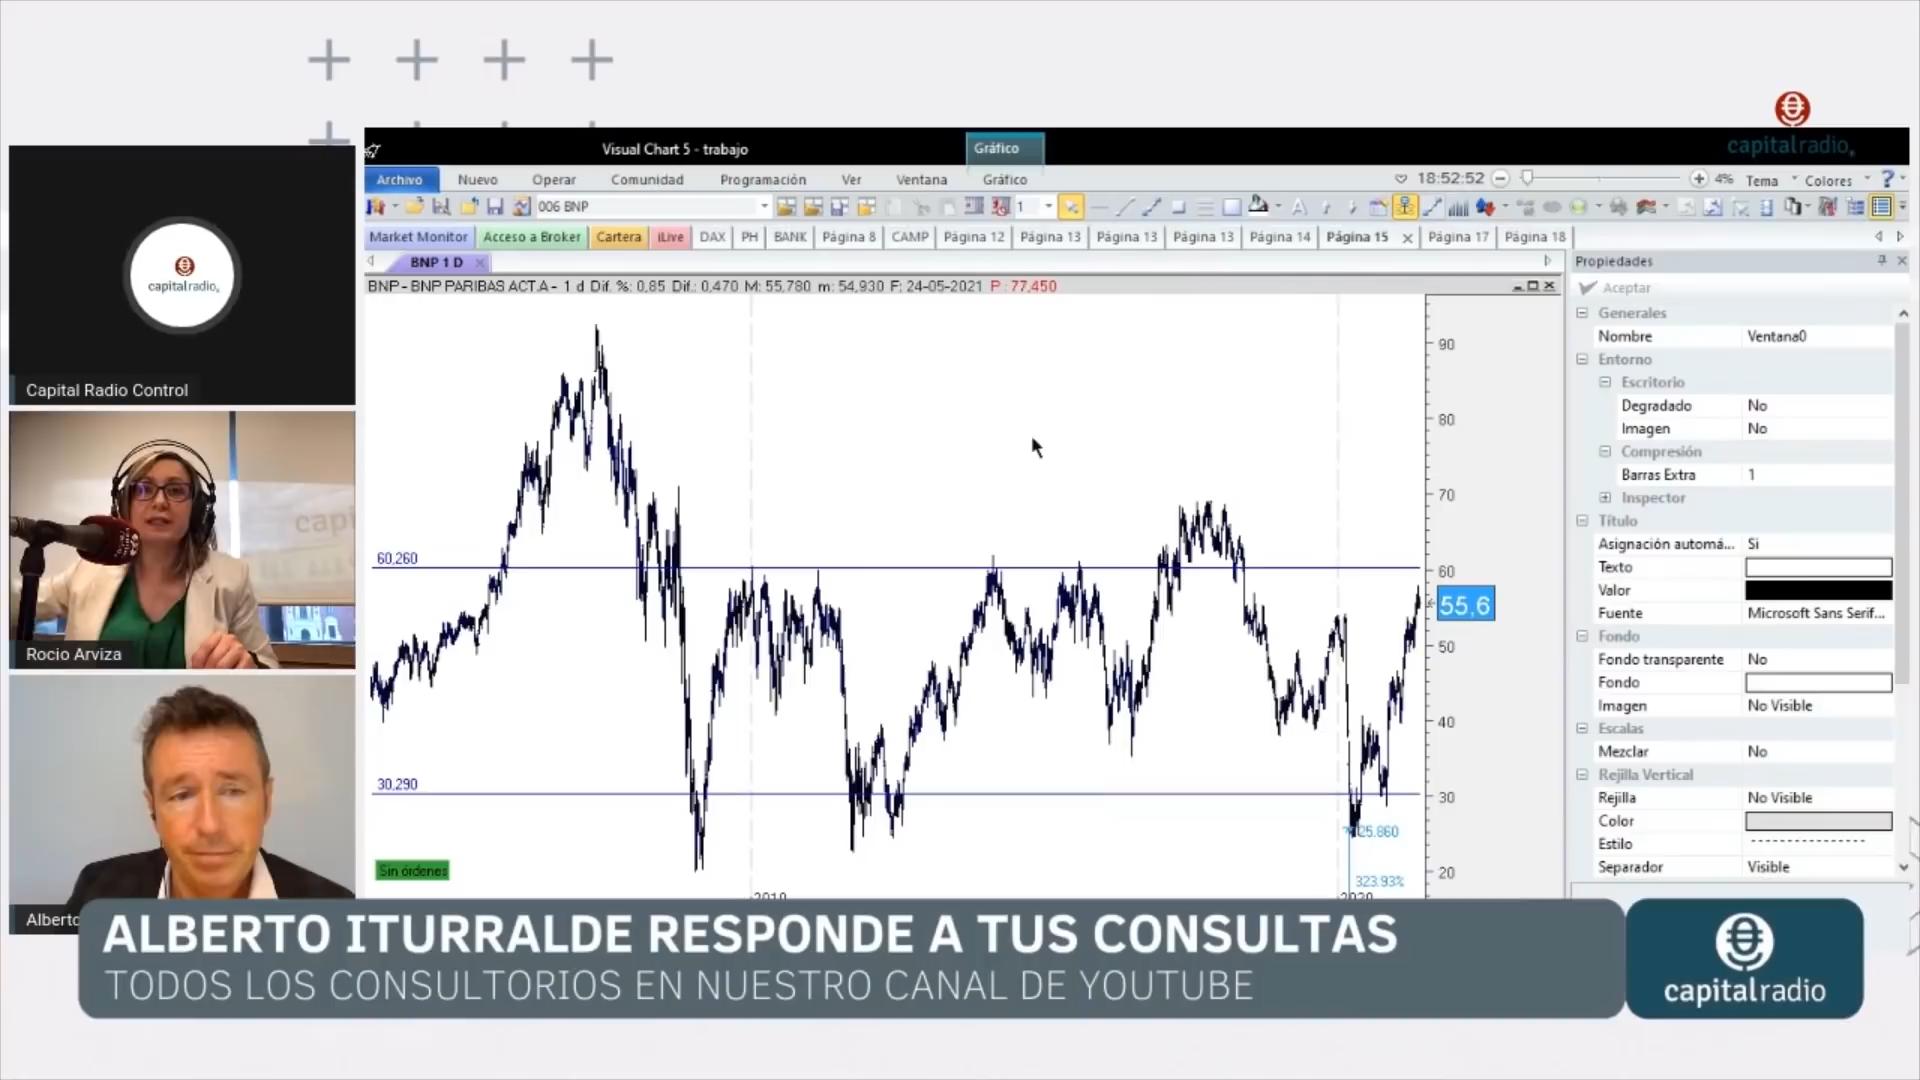 capitalradio
Visual Chart 5 - trabajo
Gráfico
Archivo Nuevo Operar Comunidad Programación Ver Ventana Gráfico
18:52:52 4% Tema Colores ?
006 BNP
1
Market Monitor Acceso a Broker Cartera iLive DAX PH BANK Página 8 CAMP Página 12 Página 13 Página 13 Página 13 Página 14 Página 15 Página 17 Página 18
BNP 1 D
BNP - BNP PARIBAS ACT.A - 1 d Dif. %: 0,85 Dif.: 0,470 M: 55,780 m: 54,930 F: 24-05-2021 P : 77,450
90
80
70
60
50
40
30
20
60,260
55,6
30,290
25.860
323.93%
Sin órdenes
2010
2020
Propiedades
Aceptar
Generales
Nombre Ventana0
Entorno
Escritorio
Degradado No
Imagen No
Compresión
Barras Extra 1
Inspector
Título
Asignación automá... Si
Texto
Valor
Fuente Microsoft Sans Serif...
Fondo
Fondo transparente No
Fondo
Imagen No Visible
Escalas
Mezclar No
Rejilla Vertical
Rejilla No Visible
Color
Estilo
Separador Visible
capitalradio
Capital Radio Control
Rocio Arviza
Alberto
ALBERTO ITURRALDE RESPONDE A TUS CONSULTAS
TODOS LOS CONSULTORIOS EN NUESTRO CANAL DE YOUTUBE
capitalradio